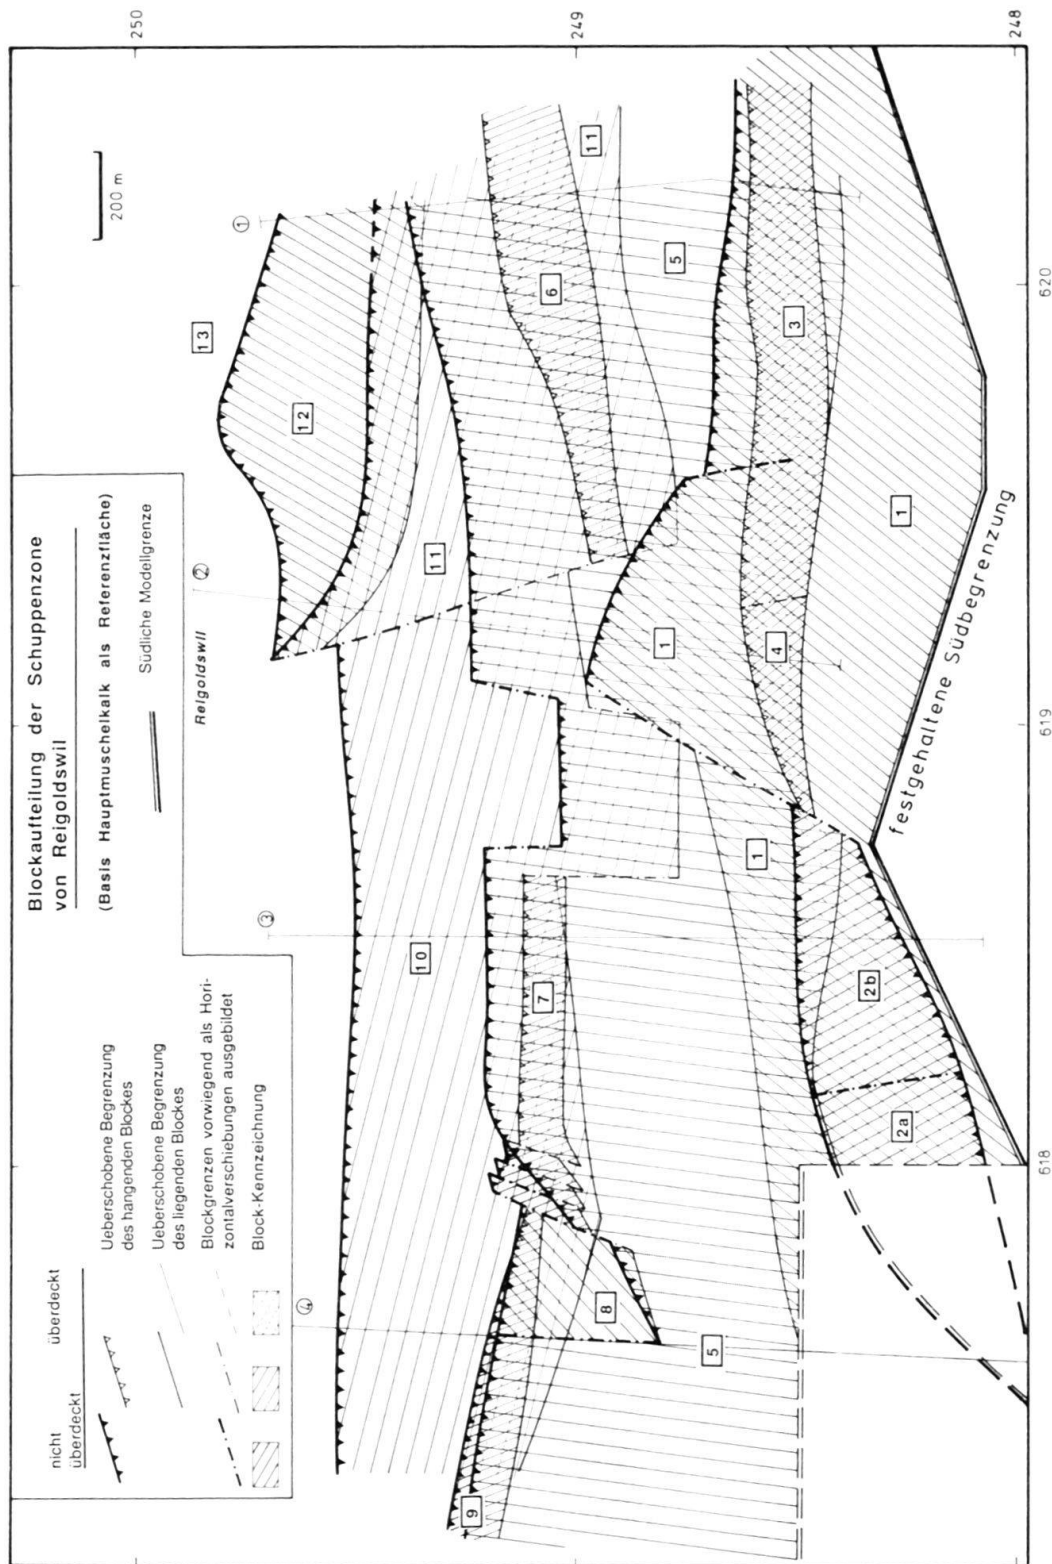 Blockaufteilung der Schuppenzone
von Reigoldswil
(Basis Hauptmuschelkalk als Referenzfläche)
Südliche Modellgrenze
nicht
überdeckt
überdeckt
Ueberschobene Begrenzung
des hangenden Blockes
Ueberschobene Begrenzung
des liegenden Blockes
Blockgrenzen vorwiegend als Hori-
zontalverschiebungen ausgebildet
Block-Kennzeichnung
Reigoldswil
200 m
250
249
248
620
619
618
1
2
3
4
13
12
11
11
10
6
5
3
1
1
4
1
7
2b
2a
8
5
9
festgehaltene Südbegrenzung